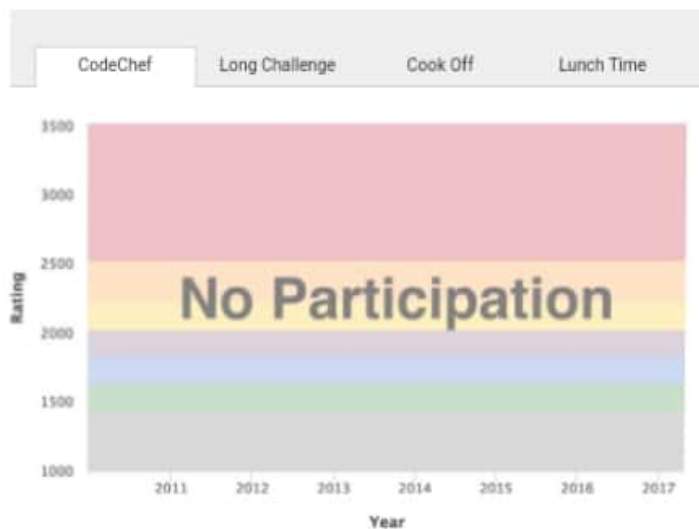 CodeChef Long Challenge Cook Off Lunch Time
3500
3000
2500
2000
1500
1000
Rating
No Participation
2011 2012 2013 2014 2015 2016 2017
Year